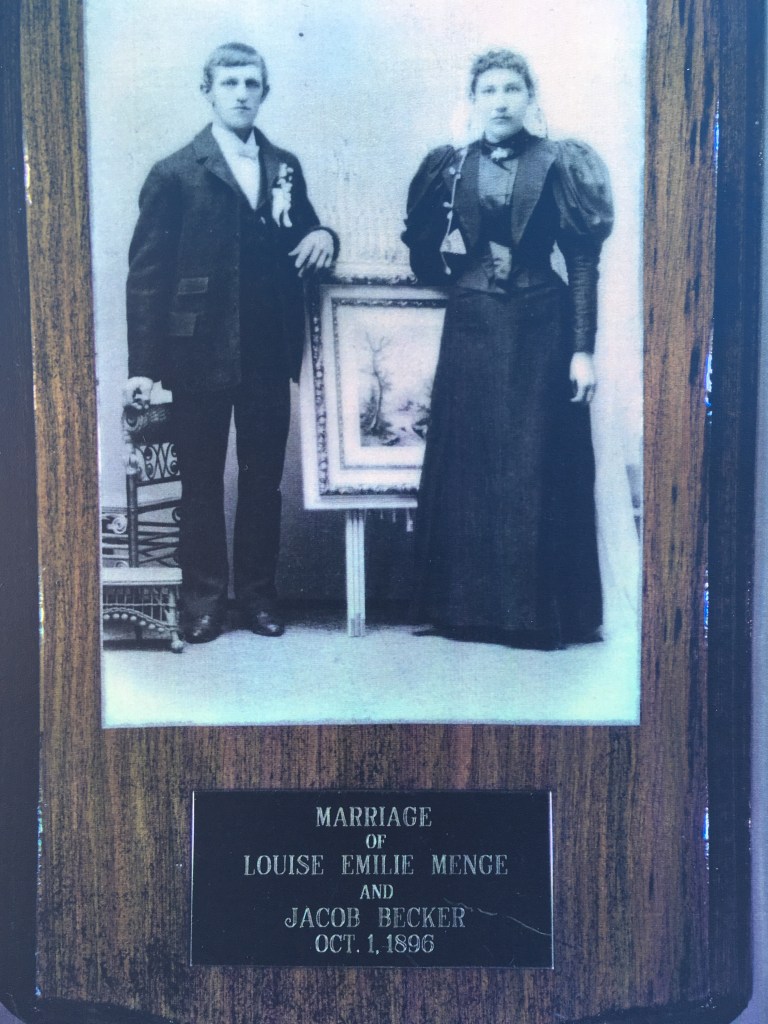 MARRIAGE
OF
LOUISE EMILIE MENGE
AND
JACOB BECKER
OCT. 1, 1896